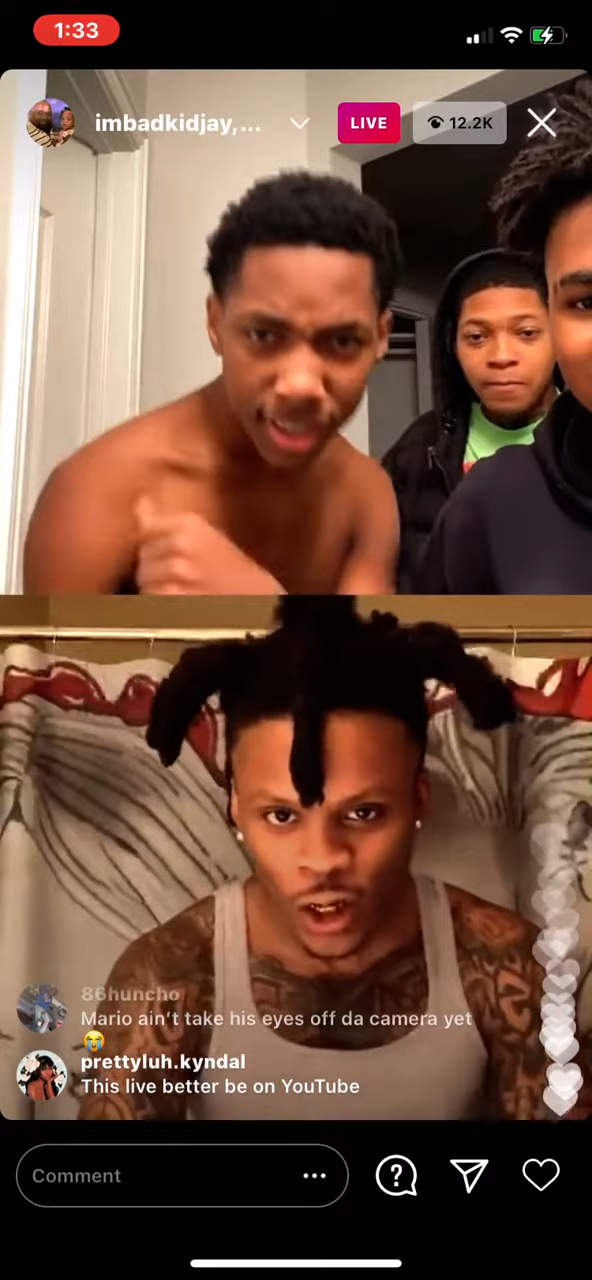 1:33
imbadkidjay,...
LIVE
12.2K
86huncho
Mario ain't take his eyes off da camera yet
😭
prettyluh.kyndal
This live better be on YouTube
Comment